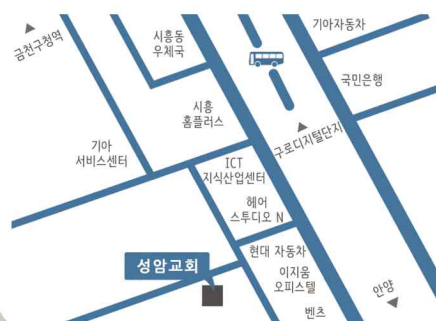 금천구청역
시흥동
우체국
기아자동차
국민은행
시흥
홈플러스
구로디지털단지
기아
서비스센터
ICT
지식산업센터
헤어
스투디오 N
현대 자동차
성암교회
이지움
오피스텔
안양
벤츠